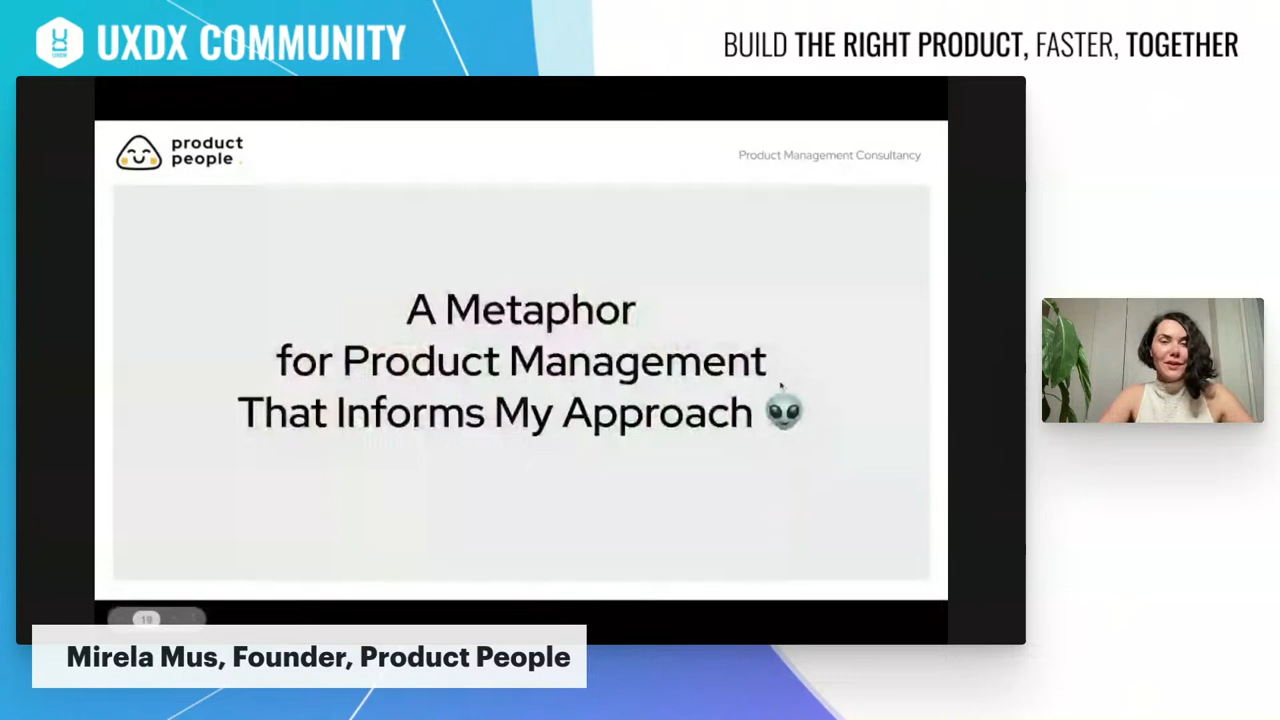 UXDX COMMUNITY
BUILD THE RIGHT PRODUCT, FASTER, TOGETHER
product
people
Product Management Consultancy
A Metaphor
for Product Management
That Informs My Approach 👽
19
Mirela Mus, Founder, Product People